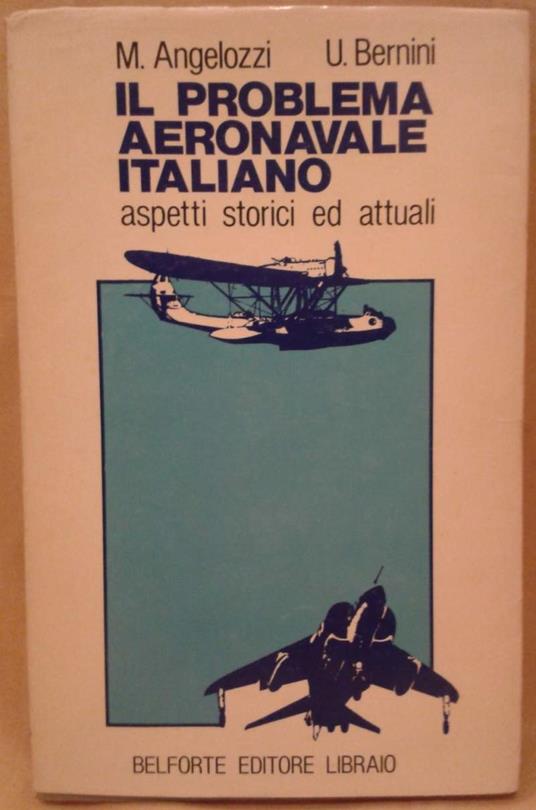 M. Angelozzi U. Bernini
IL PROBLEMA
AERONAVALE
ITALIANO
aspetti storici ed attuali
BELFORTE EDITORE LIBRAIO